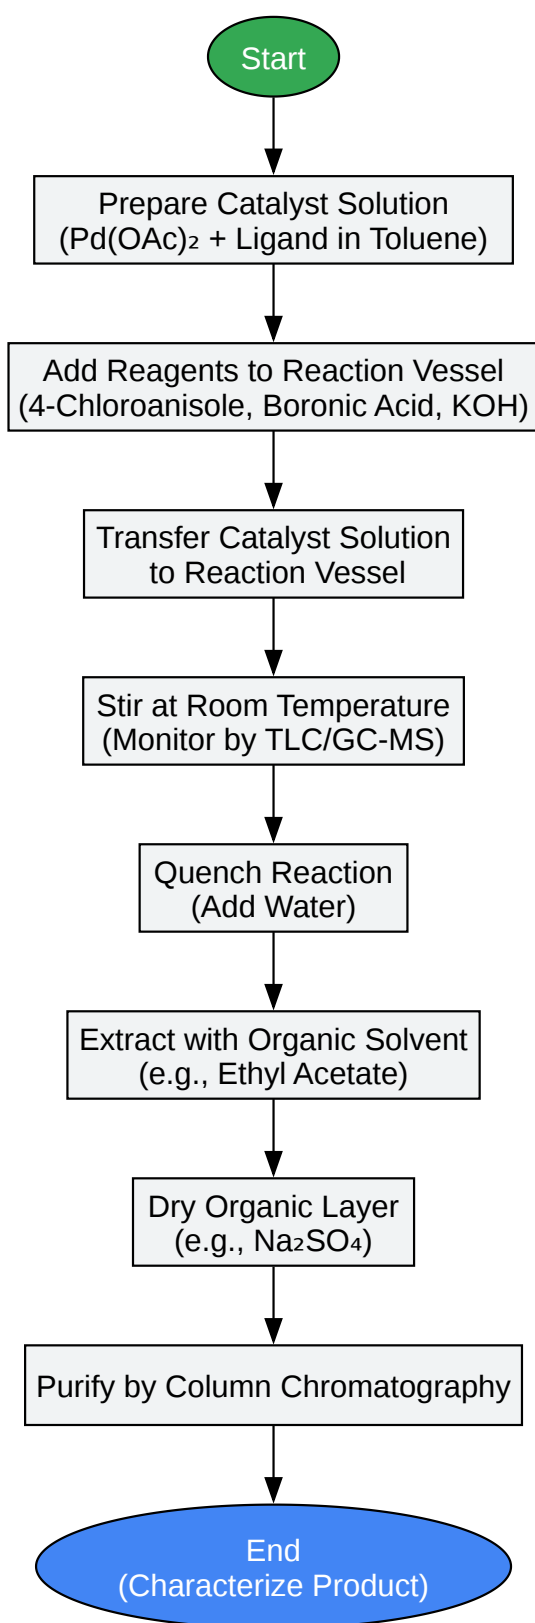 Start
Prepare Catalyst Solution
(Pd(OAc)₂ + Ligand in Toluene)
Add Reagents to Reaction Vessel
(4-Chloroanisole, Boronic Acid, KOH)
Transfer Catalyst Solution
to Reaction Vessel
Stir at Room Temperature
(Monitor by TLC/GC-MS)
Quench Reaction
(Add Water)
Extract with Organic Solvent
(e.g., Ethyl Acetate)
Dry Organic Layer
(e.g., Na₂SO₄)
Purify by Column Chromatography
End
(Characterize Product)